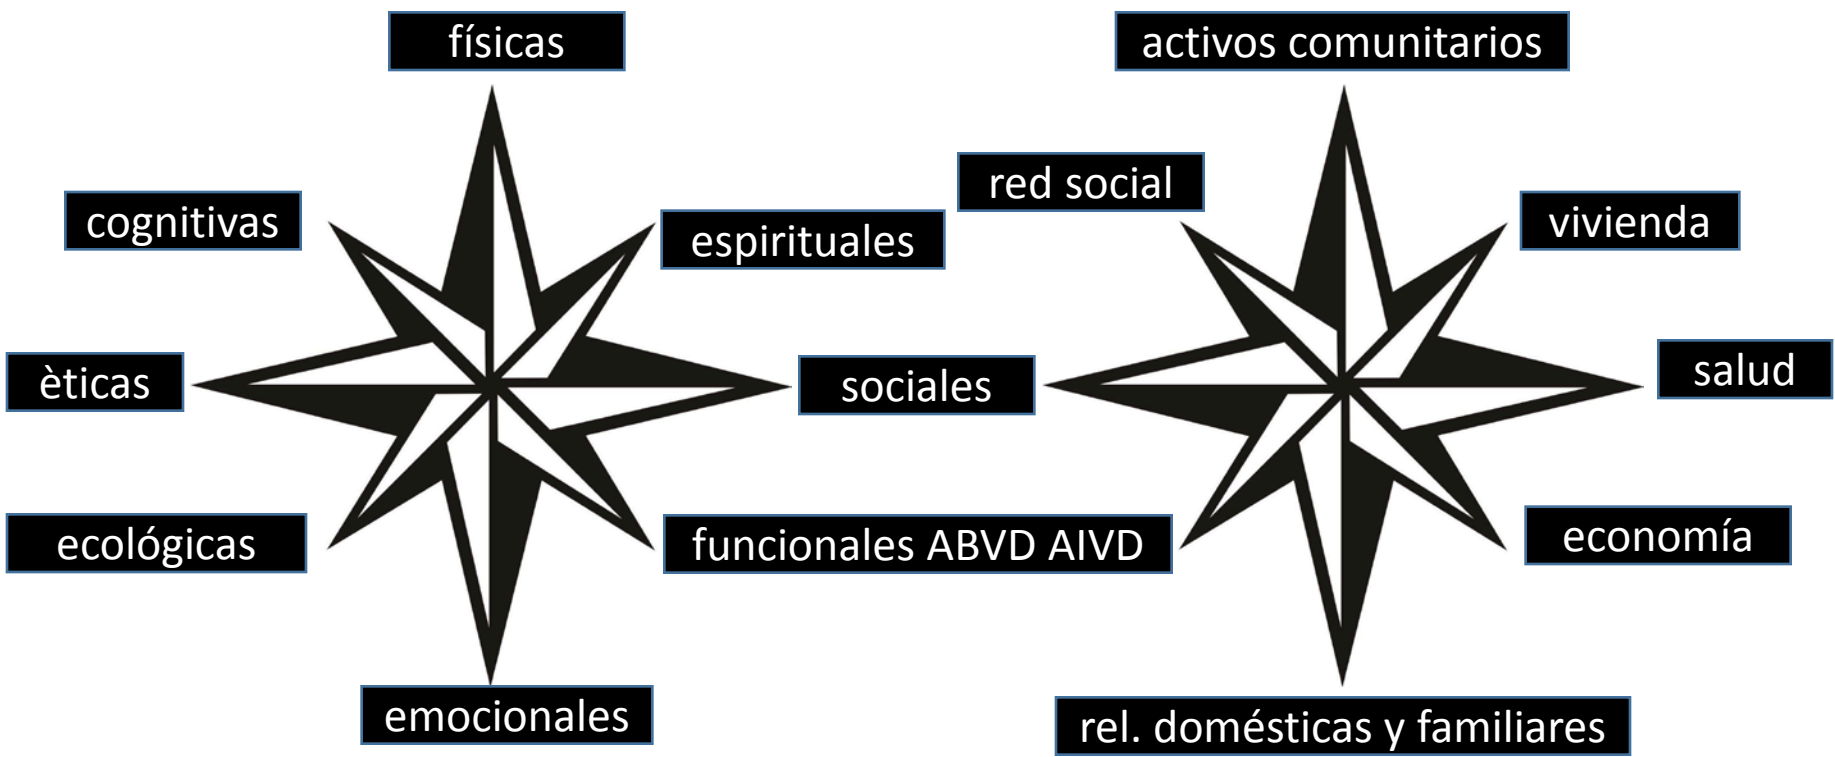 físicas
activos comunitarios
red social
cognitivas
vivienda
espirituales
èticas
sociales
salud
ecológicas
funcionales ABVD AIVD
economía
emocionales
rel. domésticas y familiares